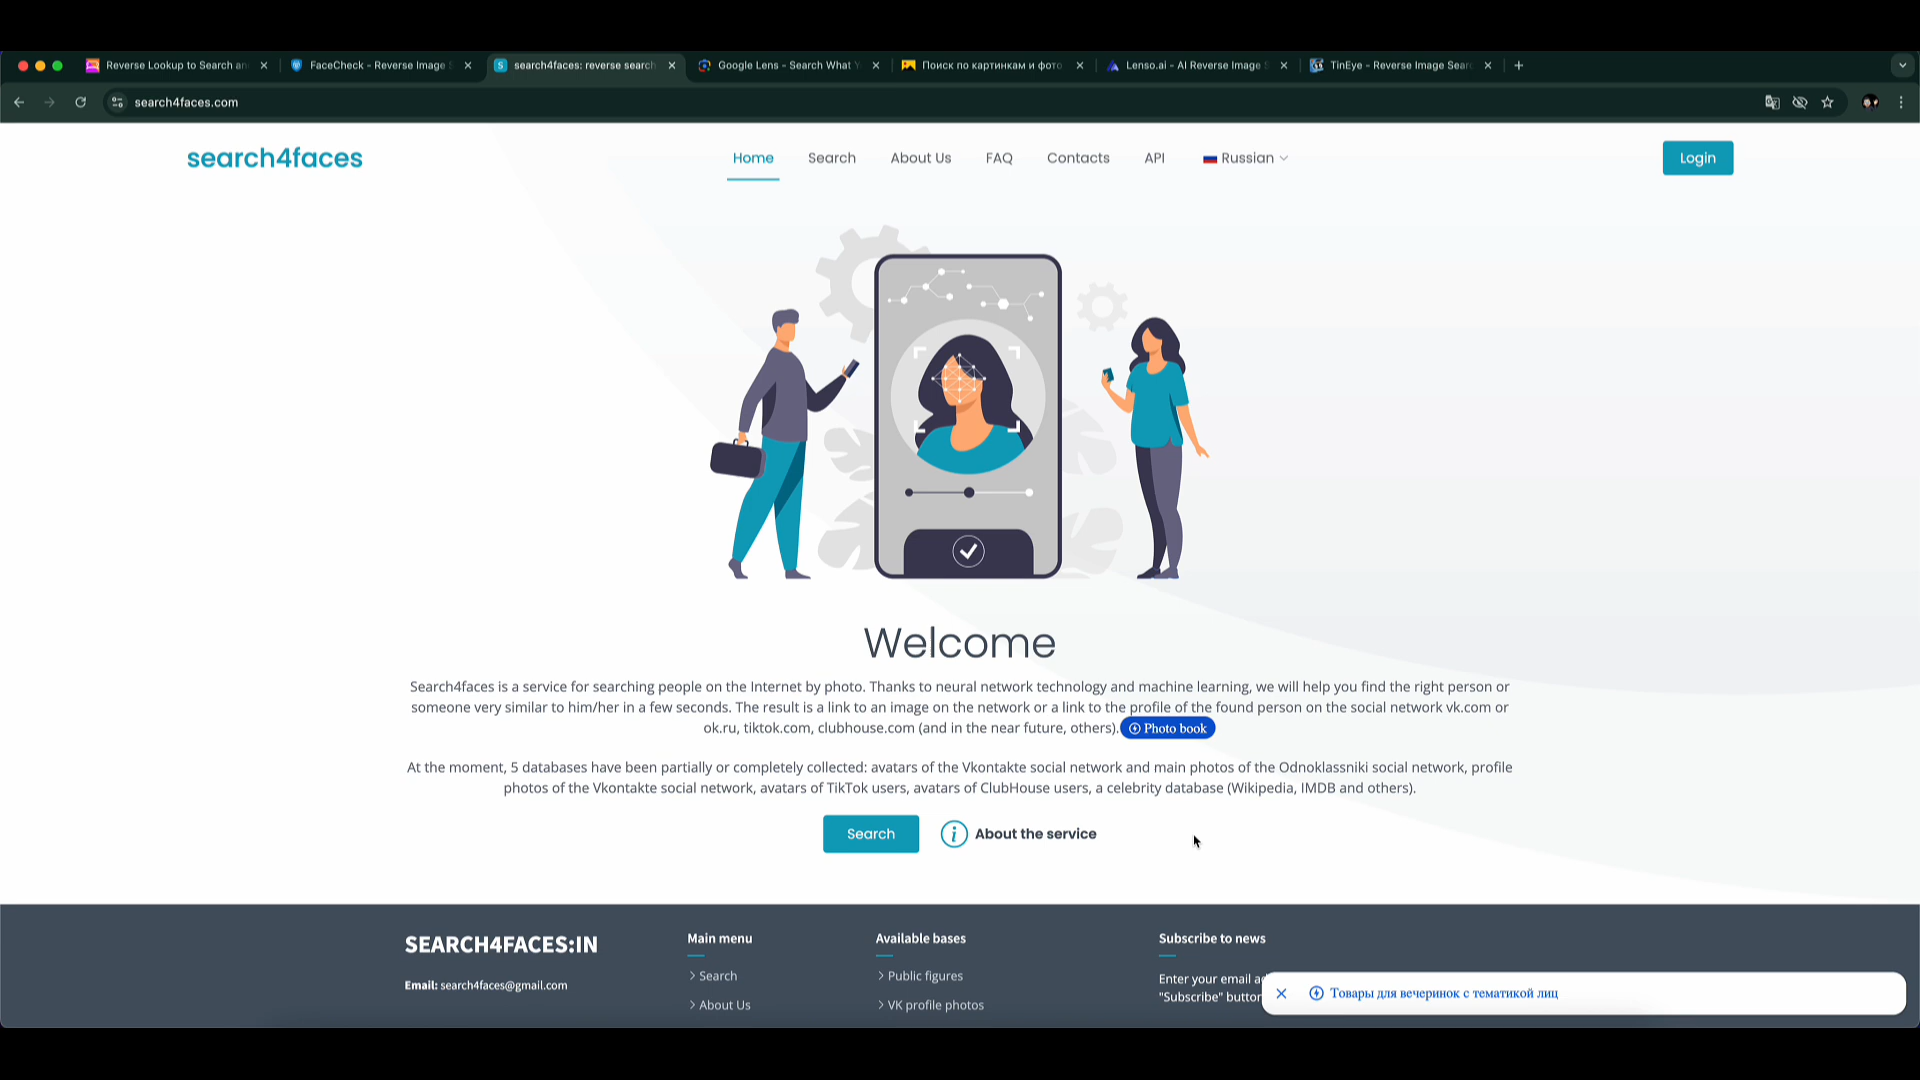 Reverse Lookup to Search an
FaceCheck - Reverse Image S
search4faces: reverse search
Google Lens - Search What Y
Поиск по картинкам и фото
Lenso.ai - AI Reverse Image S
TinEye - Reverse Image Sear
search4faces.com
search4faces
Home
Search
About Us
FAQ
Contacts
API
Russian
Login
Welcome
Search4faces is a service for searching people on the Internet by photo. Thanks to neural network technology and machine learning, we will help you find the right person or
someone very similar to him/her in a few seconds. The result is a link to an image on the network or a link to the profile of the found person on the social network vk.com or
ok.ru, tiktok.com, clubhouse.com (and in the near future, others). Photo book
At the moment, 5 databases have been partially or completely collected: avatars of the Vkontakte social network and main photos of the Odnoklassniki social network, profile
photos of the Vkontakte social network, avatars of TikTok users, avatars of ClubHouse users, a celebrity database (Wikipedia, IMDB and others).
Search
About the service
SEARCH4FACES:IN
Email: search4faces@gmail.com
Main menu
Search
About Us
Available bases
Public figures
VK profile photos
Subscribe to news
Enter your email ad
"Subscribe" button
Товары для вечеринок с тематикой лиц